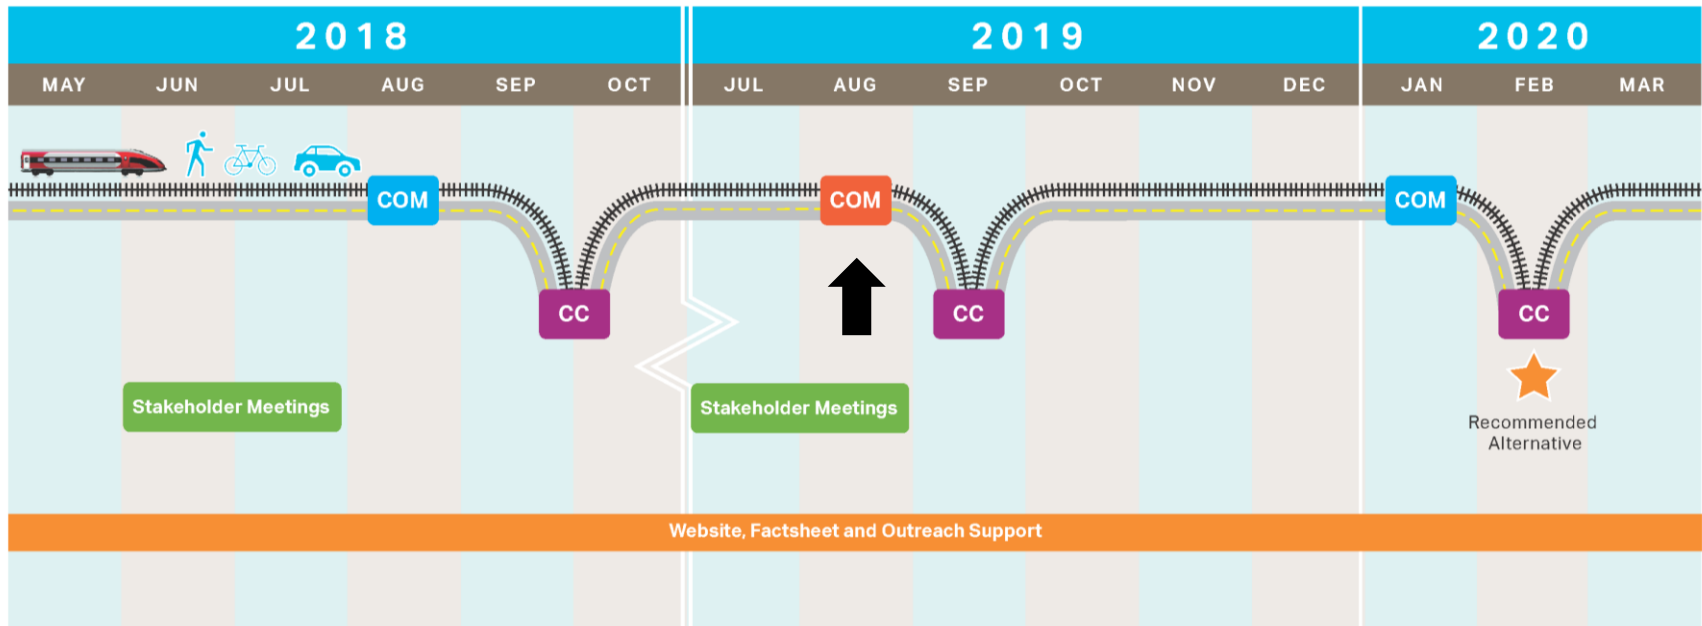 2018 2019 2020
MAY JUN JUL AUG SEP OCT JUL AUG SEP OCT NOV DEC JAN FEB MAR
COM COM COM
CC CC CC
Stakeholder Meetings Stakeholder Meetings
Recommended
Alternative
Website, Factsheet and Outreach Support